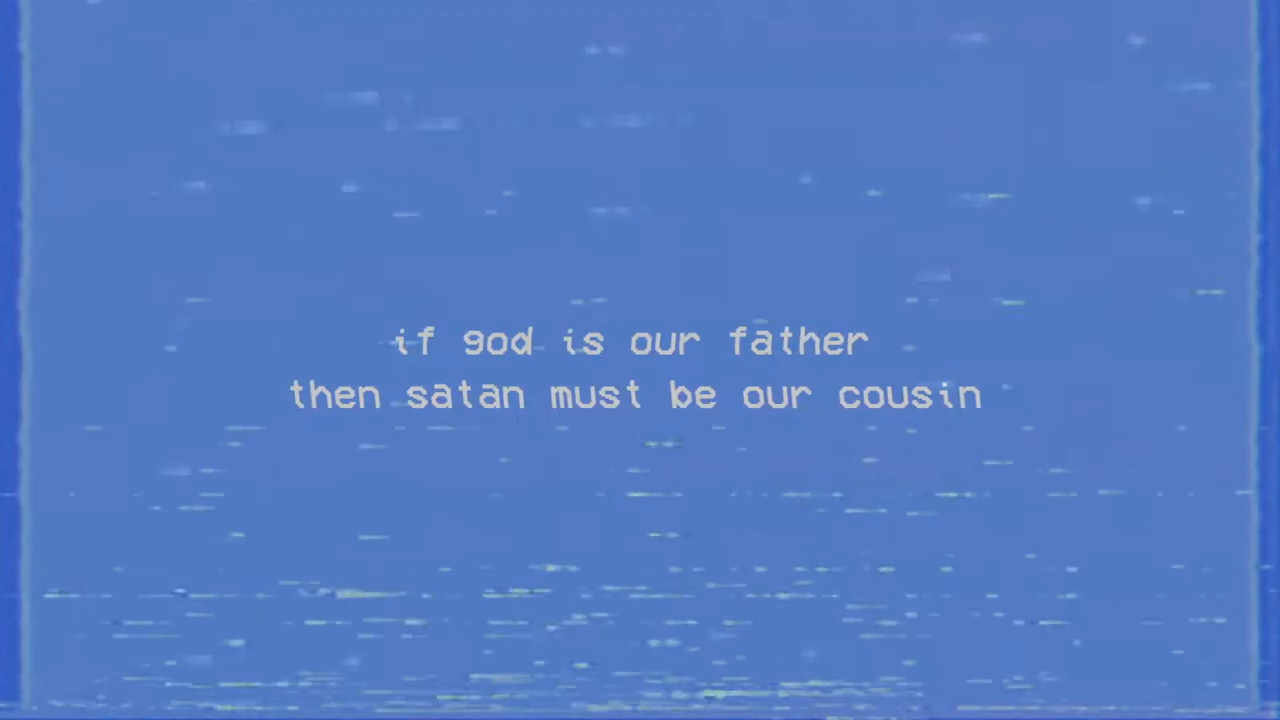 if god is our father
then satan must be our cousin